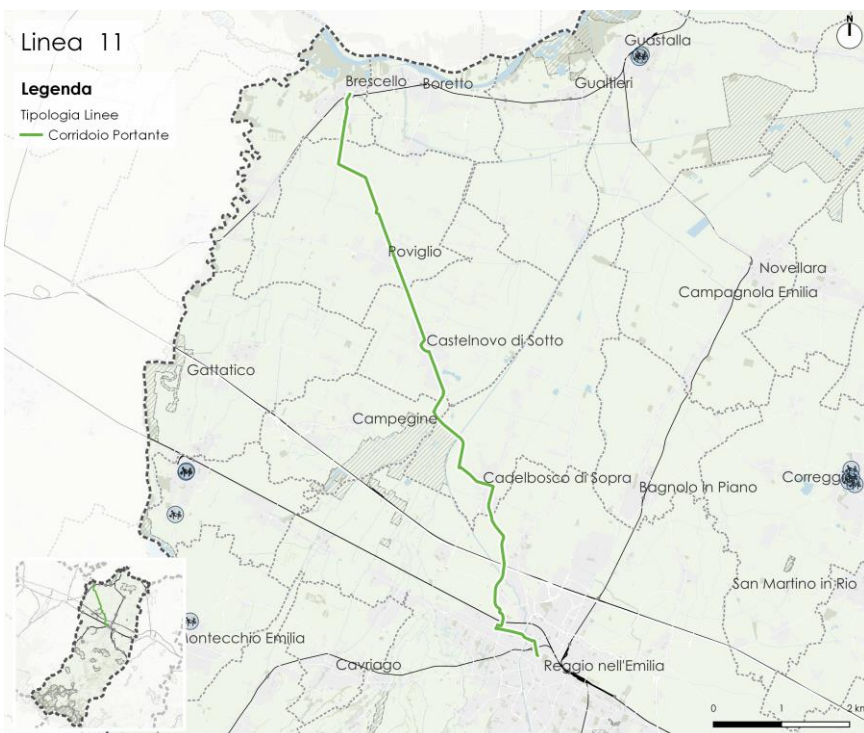 Linea 11
Legenda
Tipologia Linee
Corridoio Portante
N
Guastalla
Brescello
Boretto
Gualtieri
Poviglio
Novellara
Campagnola Emilia
Castelnovo di Sotto
Gattatico
Campegine
Cadelbosco di Sopra
Correggi
Bagnolo in Piano
San Martino in Rio
ontecchio Emilia
Cavriago
Reggio nell'Emilia
0 1 2 km